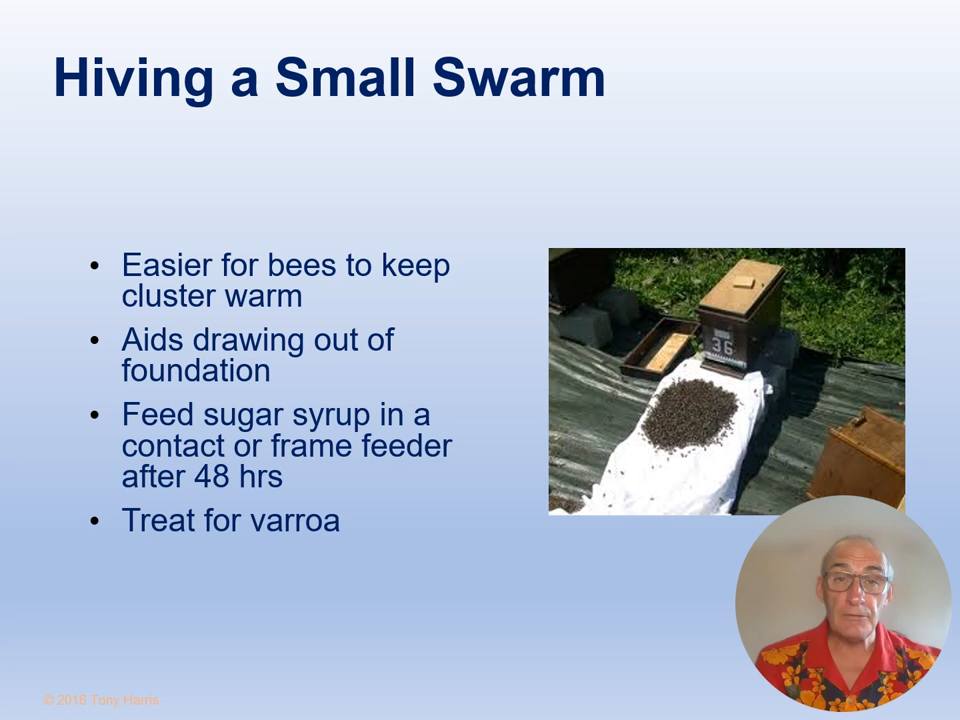 Hiving a Small Swarm
• Easier for bees to keep
cluster warm
• Aids drawing out of
foundation
• Feed sugar syrup in a
contact or frame feeder
after 48 hrs
• Treat for varroa
36
© 2016 Tony Harris